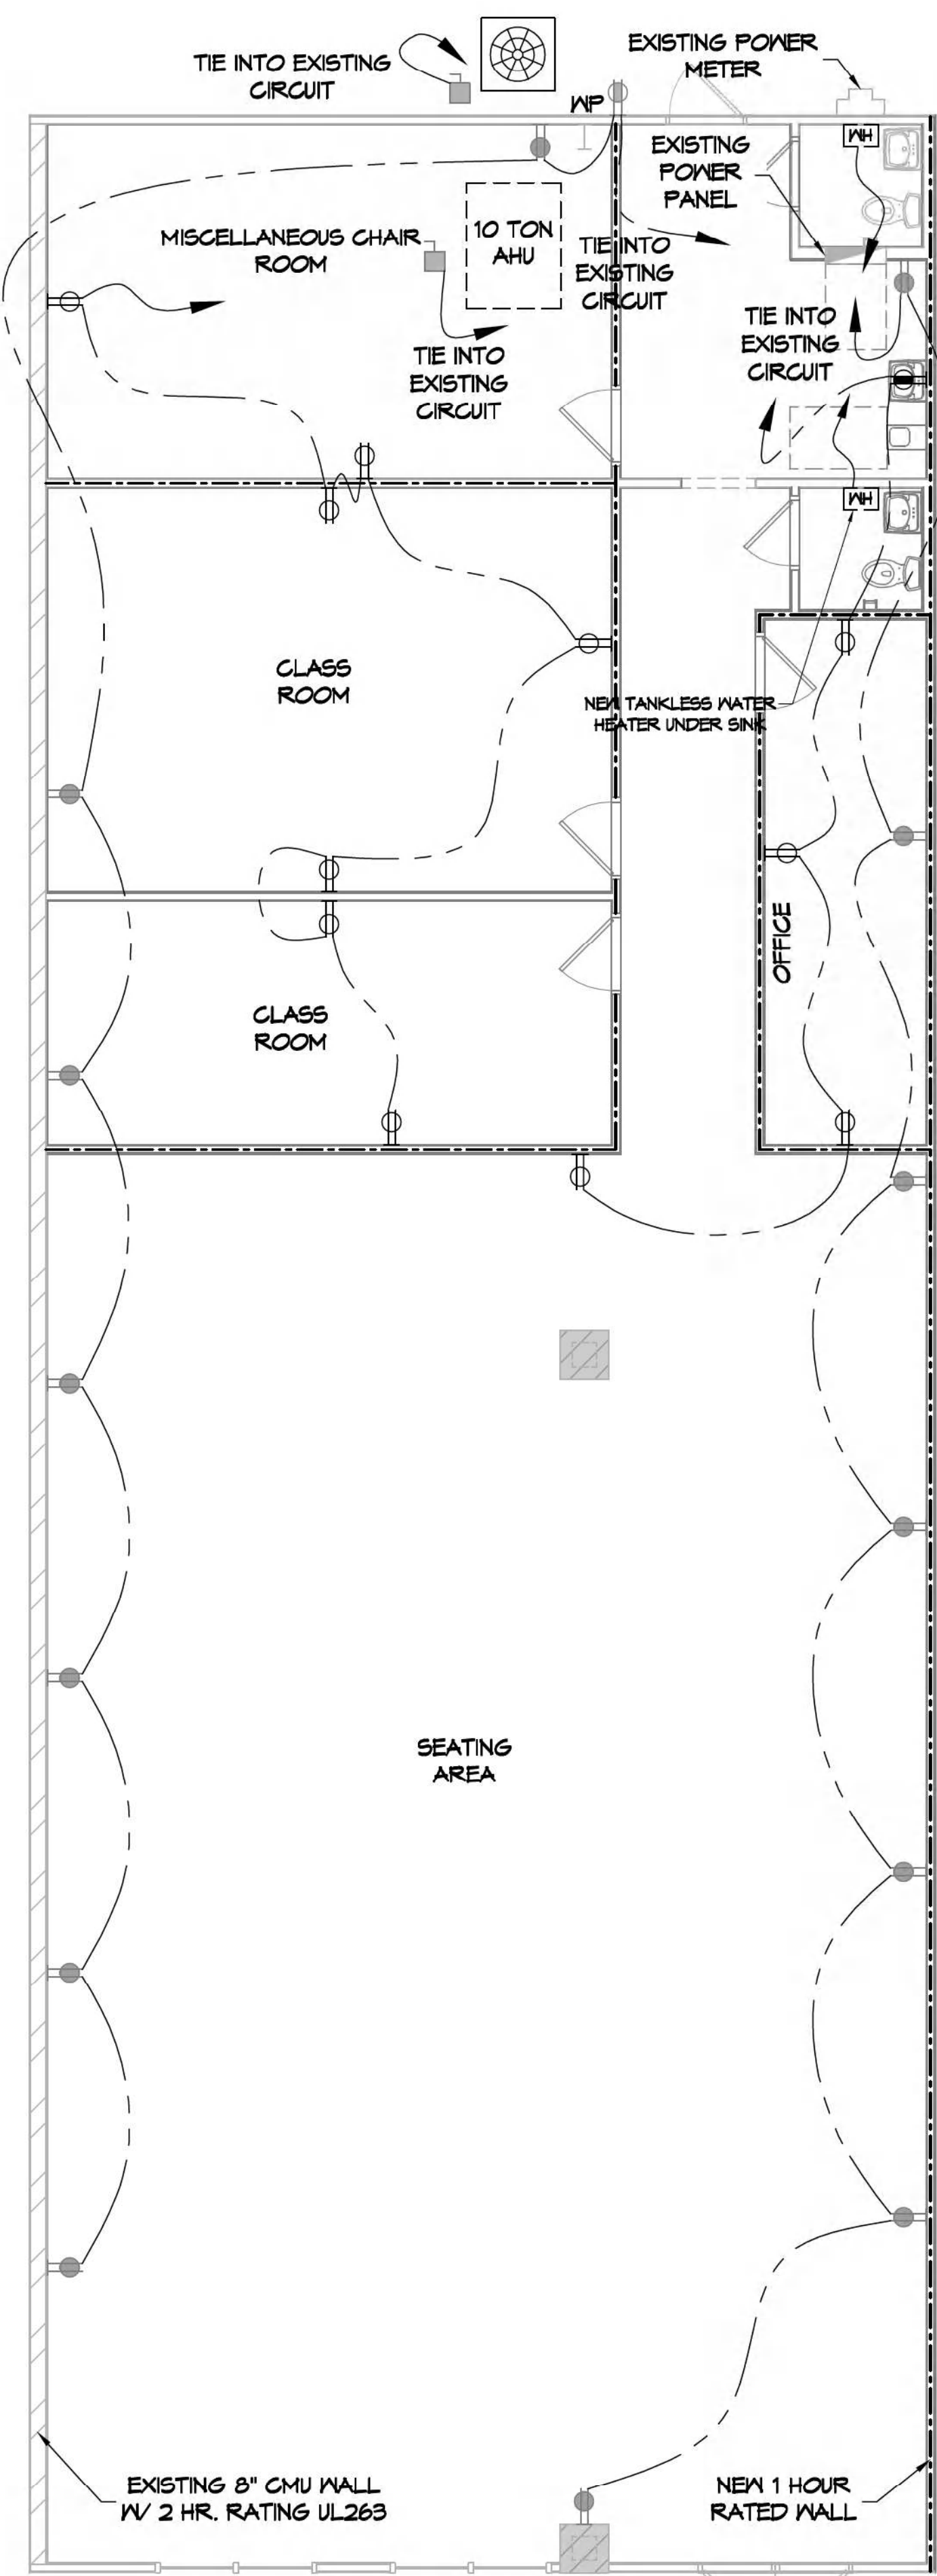 TIE INTO EXISTING
CIRCUIT
EXISTING POWER
METER
WP
WH
EXISTING
POWER
PANEL
MISCELLANEOUS CHAIR
ROOM
10 TON
AHU
TIE INTO
EXISTING
CIRCUIT
TIE INTO
EXISTING
CIRCUIT
TIE INTO
EXISTING
CIRCUIT
WH
CLASS
ROOM
NEW TANKLESS WATER
HEATER UNDER SINK
OFFICE
CLASS
ROOM
SEATING
AREA
EXISTING 8" CMU WALL
W/ 2 HR. RATING UL263
NEW 1 HOUR
RATED WALL